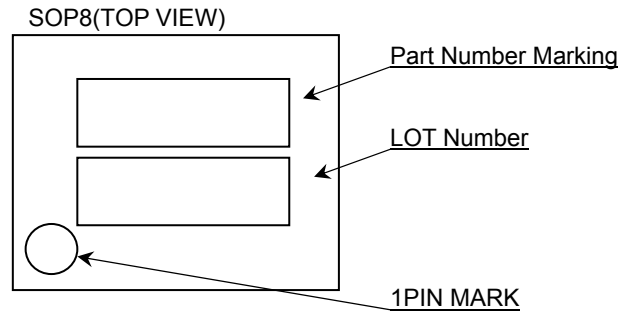 SOP8(TOP VIEW)
Part Number Marking
LOT Number
1PIN MARK